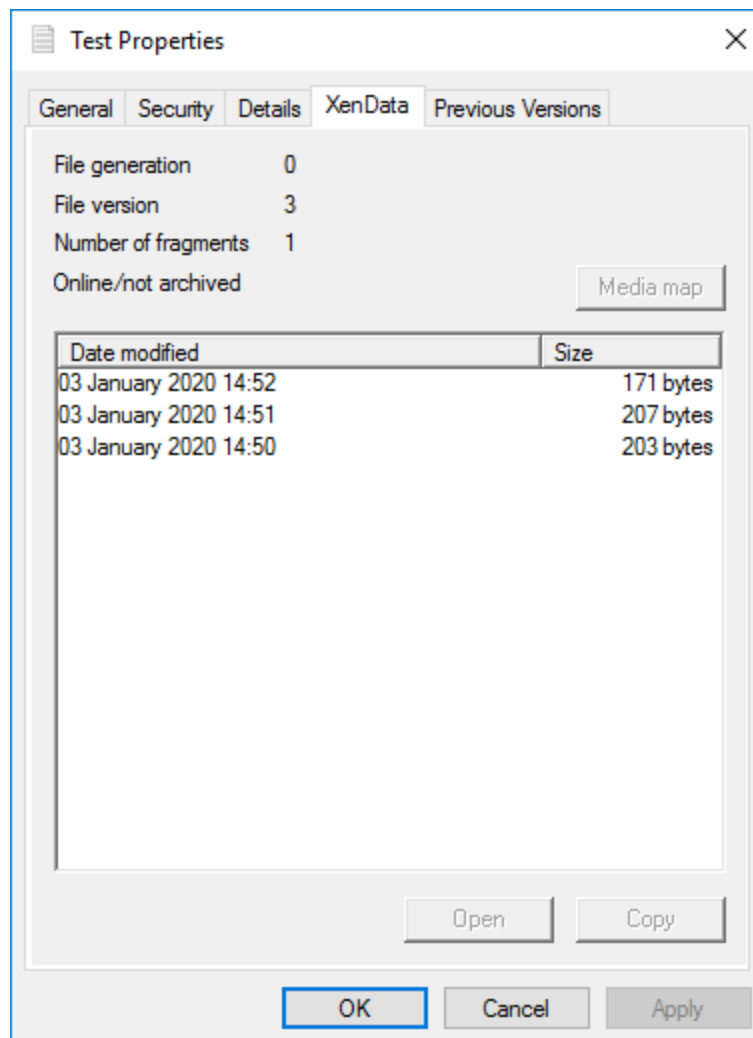 Test Properties
General Security Details XenData Previous Versions
File generation 0
File version 3
Number of fragments 1
Online/not archived
Media map
Date modified Size
03 January 2020 14:52 171 bytes
03 January 2020 14:51 207 bytes
03 January 2020 14:50 203 bytes
Open Copy
OK Cancel Apply